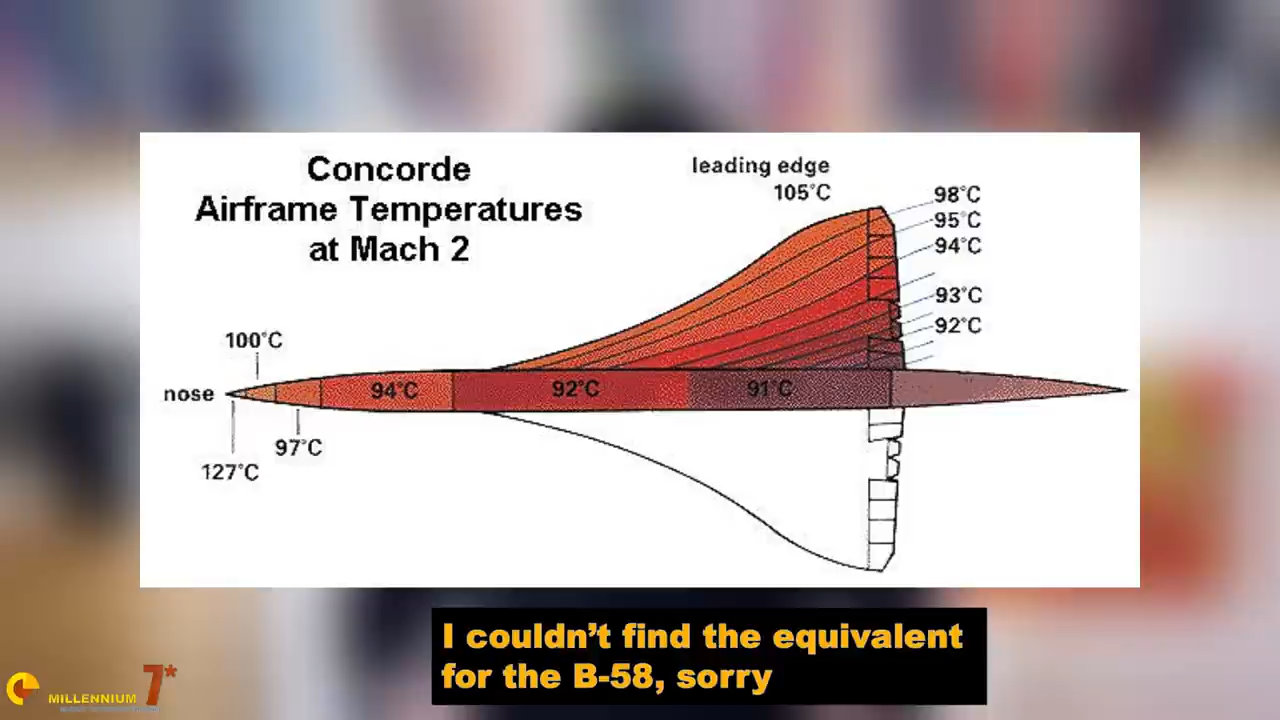 Concorde
Airframe Temperatures
at Mach 2
leading edge
105°C
98°C
95°C
94°C
93°C
92°C
100°C
nose
94°C
92°C
91°C
97°C
127°C
I couldn't find the equivalent
for the B-58, sorry
MILLENNIUM 7*